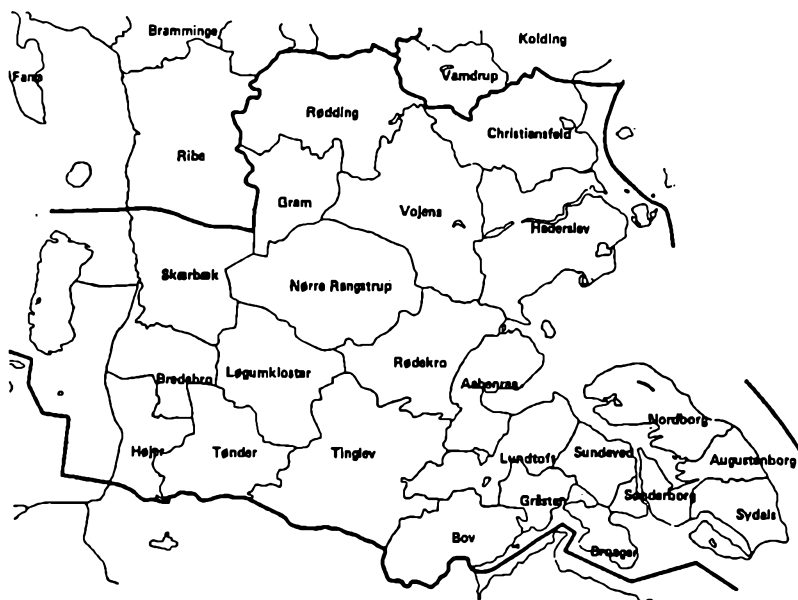 Bramminge
Kolding
Fanø
Vamdrup
Rødding
Christiansfeld
Ribe
Gram
Vojens
Haderslev
Skærbæk
Nørre Rangstrup
Bredebro
Løgumkloster
Rødekro
Aabenraa
Nordborg
Højer
Tønder
Tinglev
Lundtoft
Sundeved
Augustenborg
Gråsten
Sønderborg
Sydals
Bov
Broager